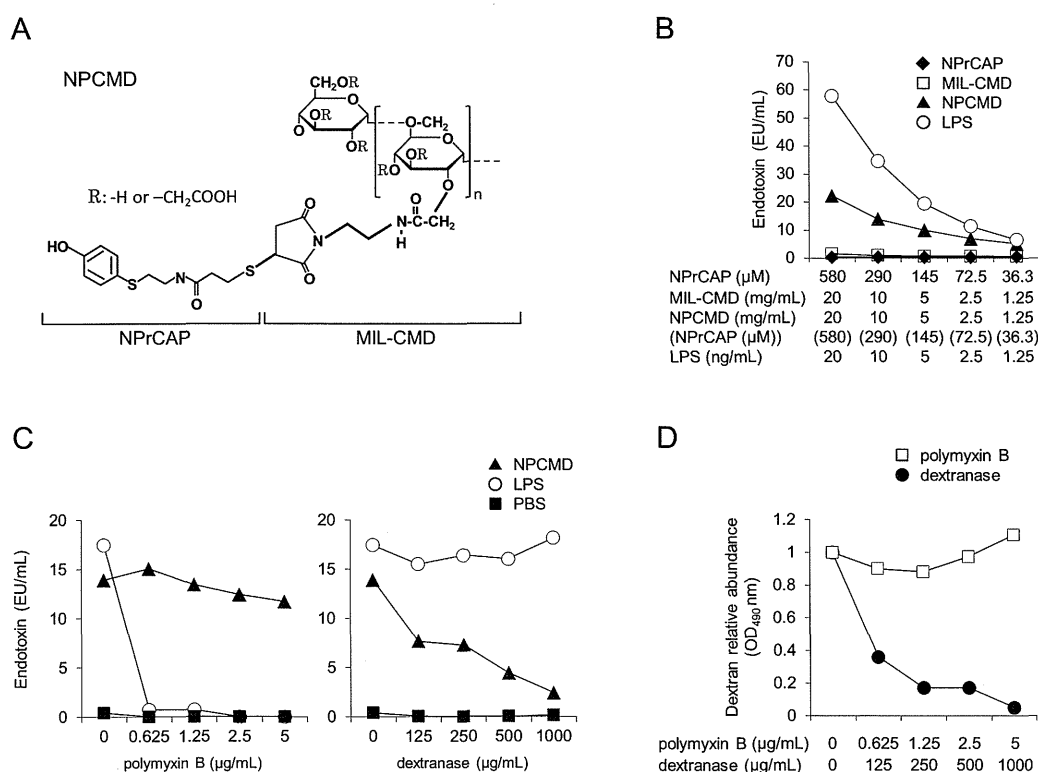 A
NPCMD
CH₂OR
O
OR
O
OR
O-CH₂
O
OR
RO
O
n
R:-H or –CH₂COOH
O
N-C-CH₂
H
O
N
O
S
HO
S
N
H
O
NPrCAP
MIL-CMD
B
NPrCAP
MIL-CMD
NPCMD
LPS
Endotoxin (EU/mL)
70
60
50
40
30
20
10
0
NPrCAP (µM) 580 290 145 72.5 36.3
MIL-CMD (mg/mL) 20 10 5 2.5 1.25
NPCMD (mg/mL) 20 10 5 2.5 1.25
(NPrCAP (µM)) (580) (290) (145) (72.5) (36.3)
LPS (ng/mL) 20 10 5 2.5 1.25
C
NPCMD
LPS
PBS
Endotoxin (EU/mL)
20
15
10
5
0
0 0.625 1.25 2.5 5
polymyxin B (µg/mL)
20
15
10
5
0
0 125 250 500 1000
dextranase (µg/mL)
D
polymyxin B
dextranase
Dextran relative abundance
(OD₄₉₀nm)
1.2
1
0.8
0.6
0.4
0.2
0
polymyxin B (µg/mL) 0 0.625 1.25 2.5 5
dextranase (µg/mL) 0 125 250 500 1000